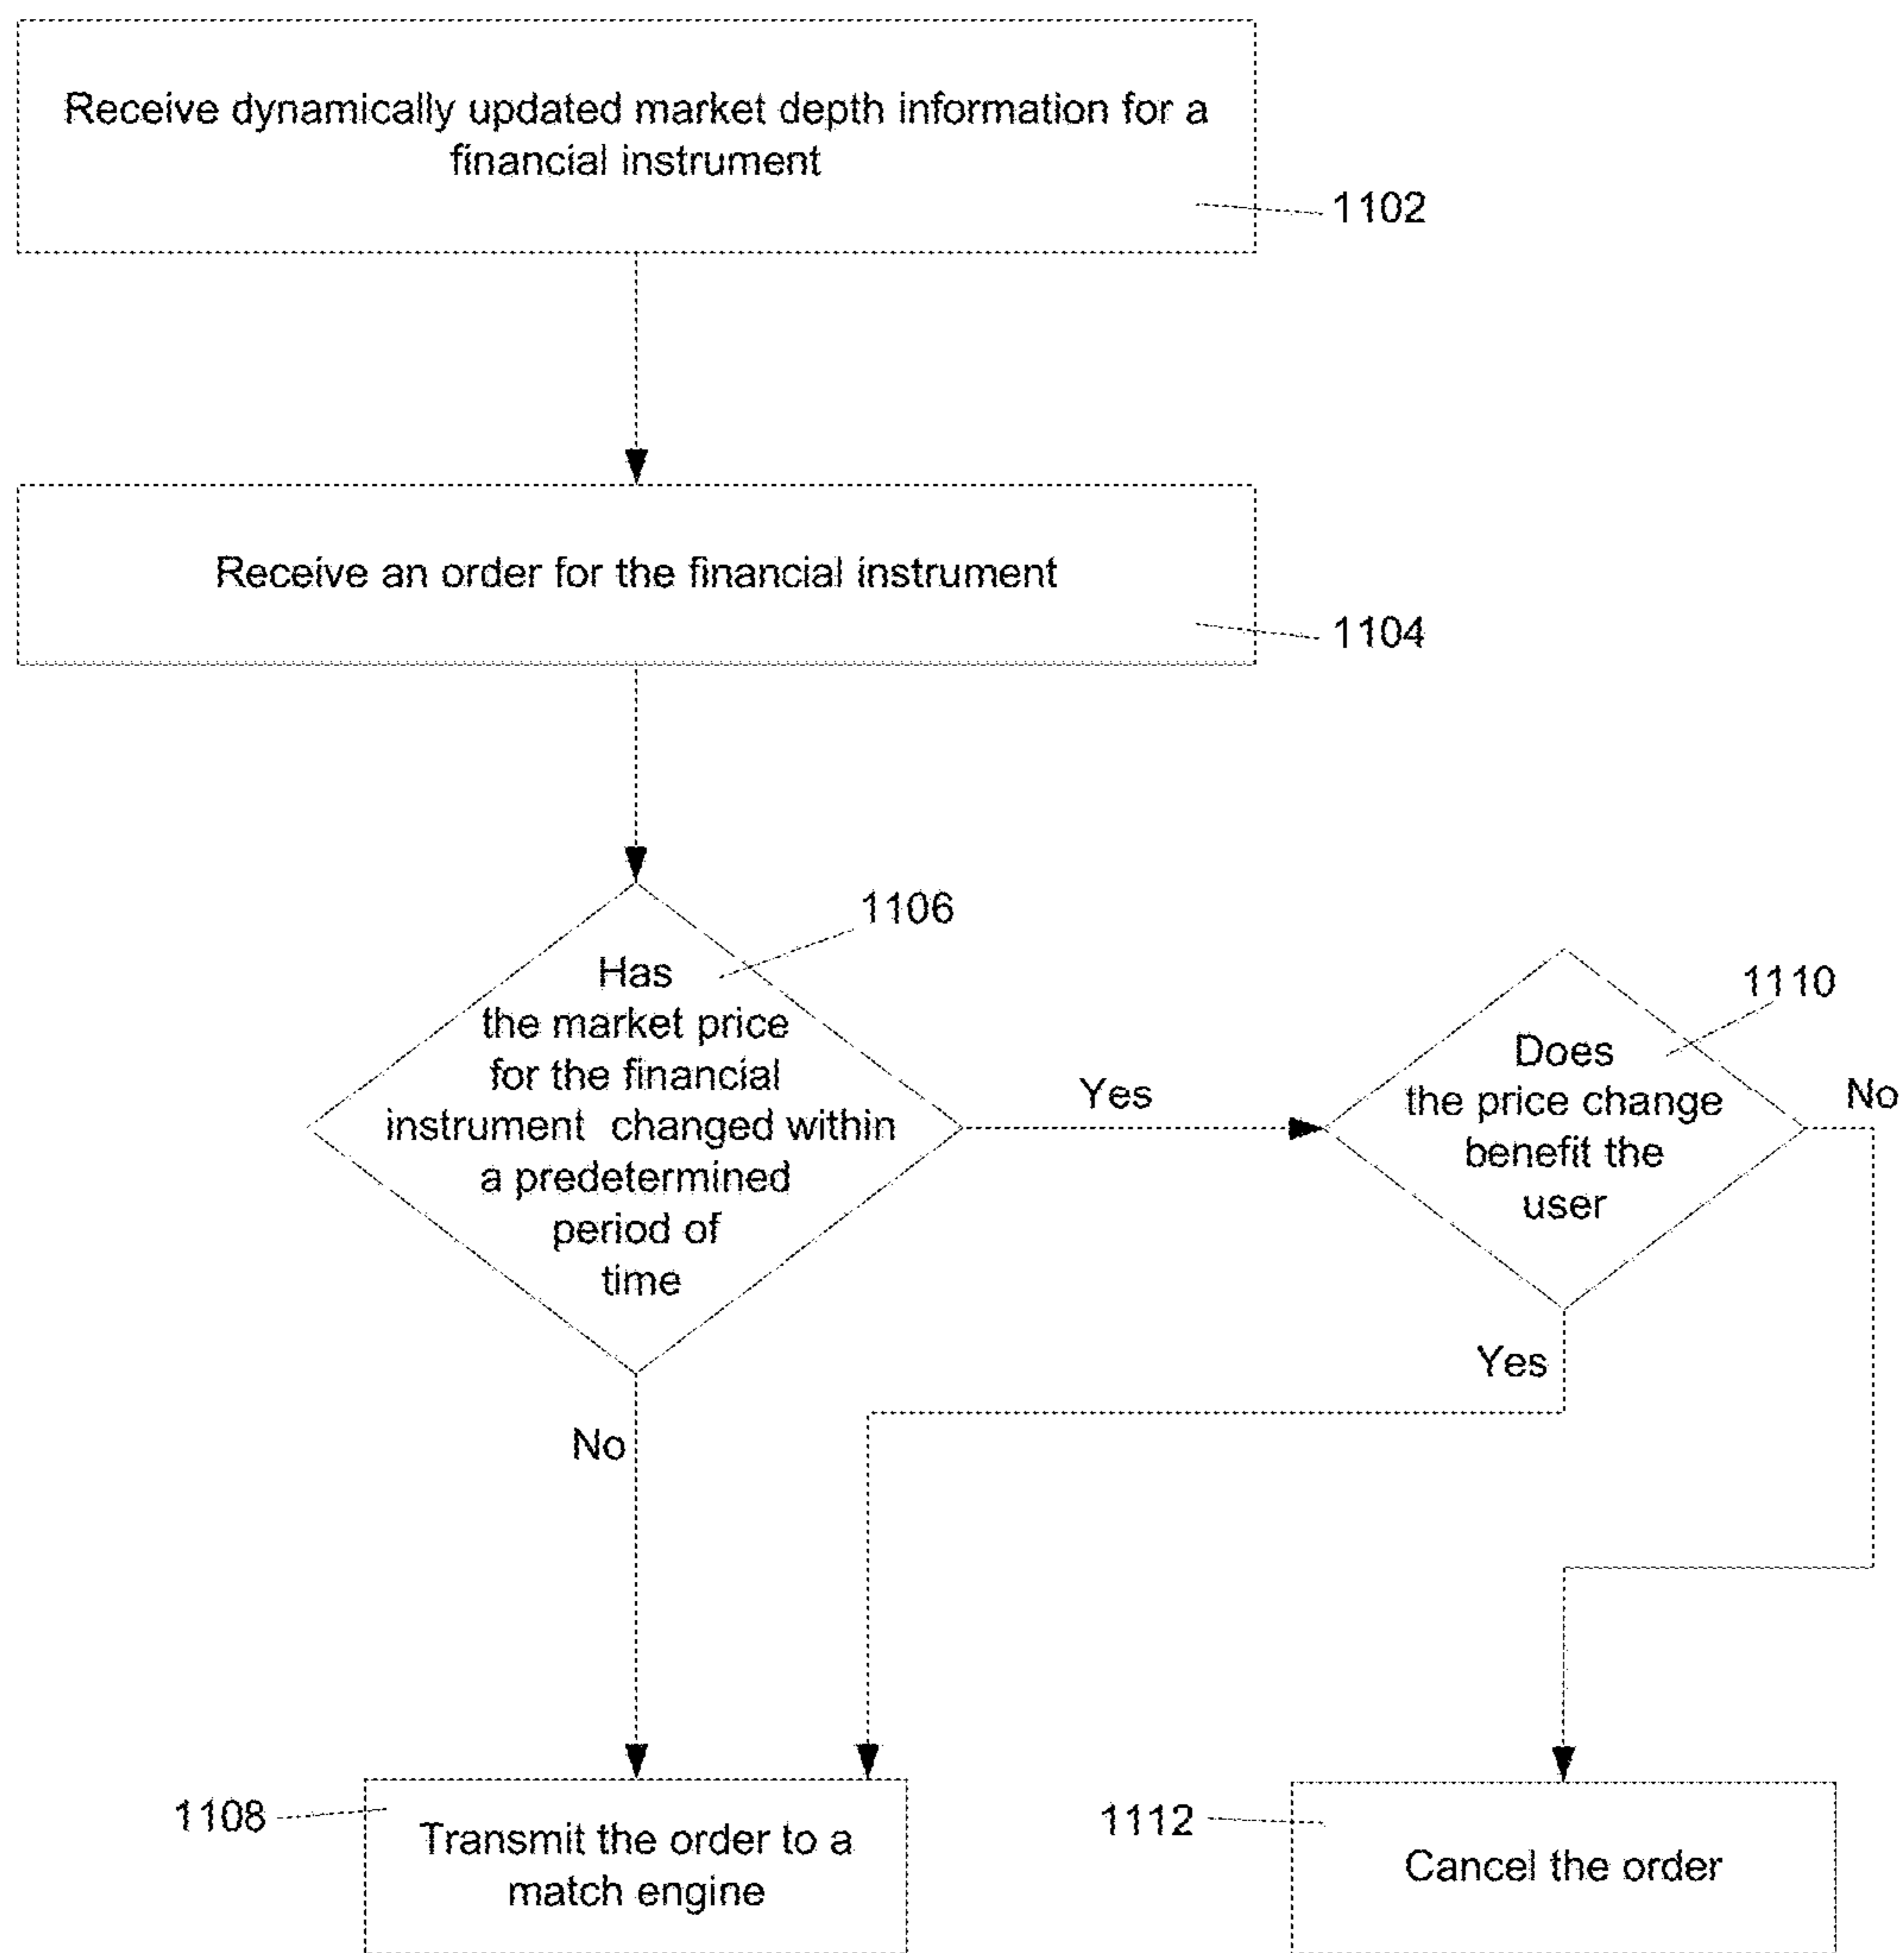 Receive dynamically updated market depth information for a
financial instrument
1102
Receive an order for the financial instrument
1104
1106
Has
the market price
for the financial
instrument changed within
a predetermined
period of
time
Yes
1110
Does
the price change
benefit the
user
No
Yes
No
1108
Transmit the order to a
match engine
1112
Cancel the order